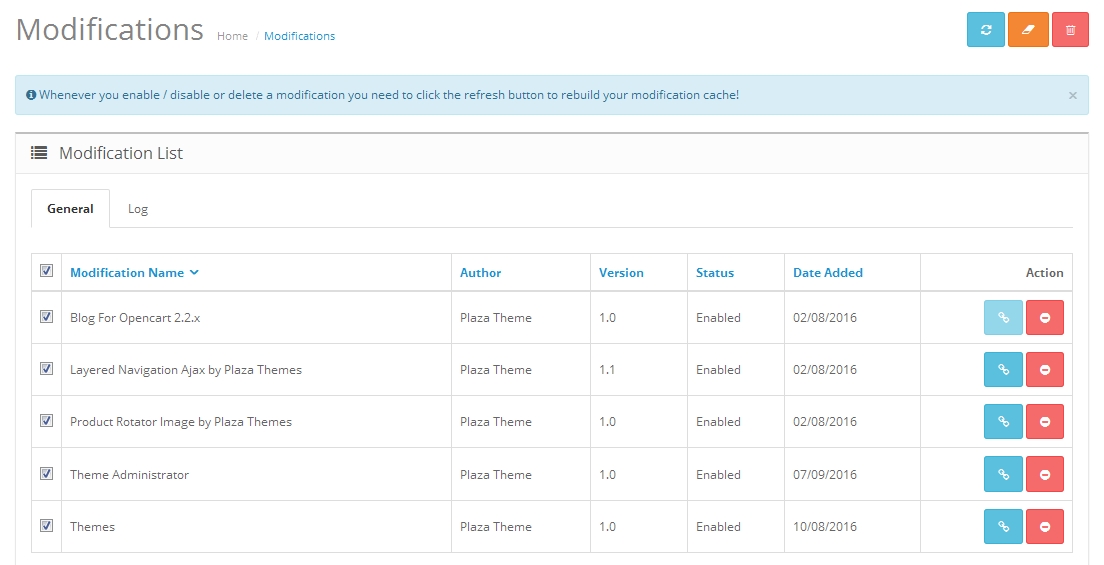 Modifications Home / Modifications
Whenever you enable / disable or delete a modification you need to click the refresh button to rebuild your modification cache! ×
Modification List
General Log
Modification Name Author Version Status Date Added Action
Blog For Opencart 2.2.x Plaza Theme 1.0 Enabled 02/08/2016
Layered Navigation Ajax by Plaza Themes Plaza Theme 1.1 Enabled 02/08/2016
Product Rotator Image by Plaza Themes Plaza Theme 1.0 Enabled 02/08/2016
Theme Administrator Plaza Theme 1.0 Enabled 07/09/2016
Themes Plaza Theme 1.0 Enabled 10/08/2016